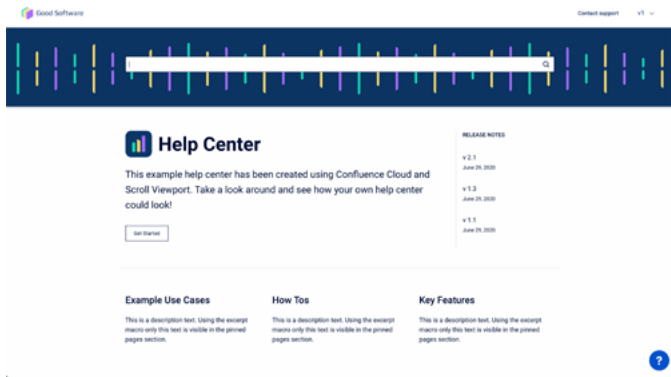 Good Software
Contact support
v1
Help Center
This example help center has been created using Confluence Cloud and
Scroll Viewport. Take a look around and see how your own help center
could look!
Get Started
RELEASE NOTES
v 2.1
June 29, 2020
v 1.3
June 29, 2020
v 1.1
June 29, 2020
Example Use Cases
This is a description text. Using the excerpt
macro only this text is visible in the pinned
pages section.
How Tos
This is a description text. Using the excerpt
macro only this text is visible in the pinned
pages section.
Key Features
This is a description text. Using the excerpt
macro only this text is visible in the pinned
pages section.
?